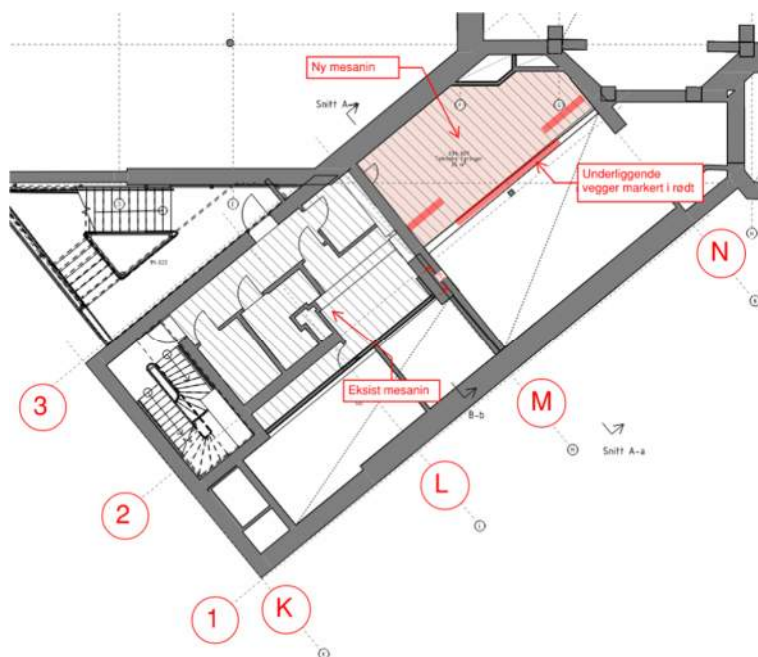 Ny mesanin
Snitt A
Underliggende
vegger markert i rødt
N
Eksist mesanin
3
M
B-b
Snitt A-a
L
2
1
K